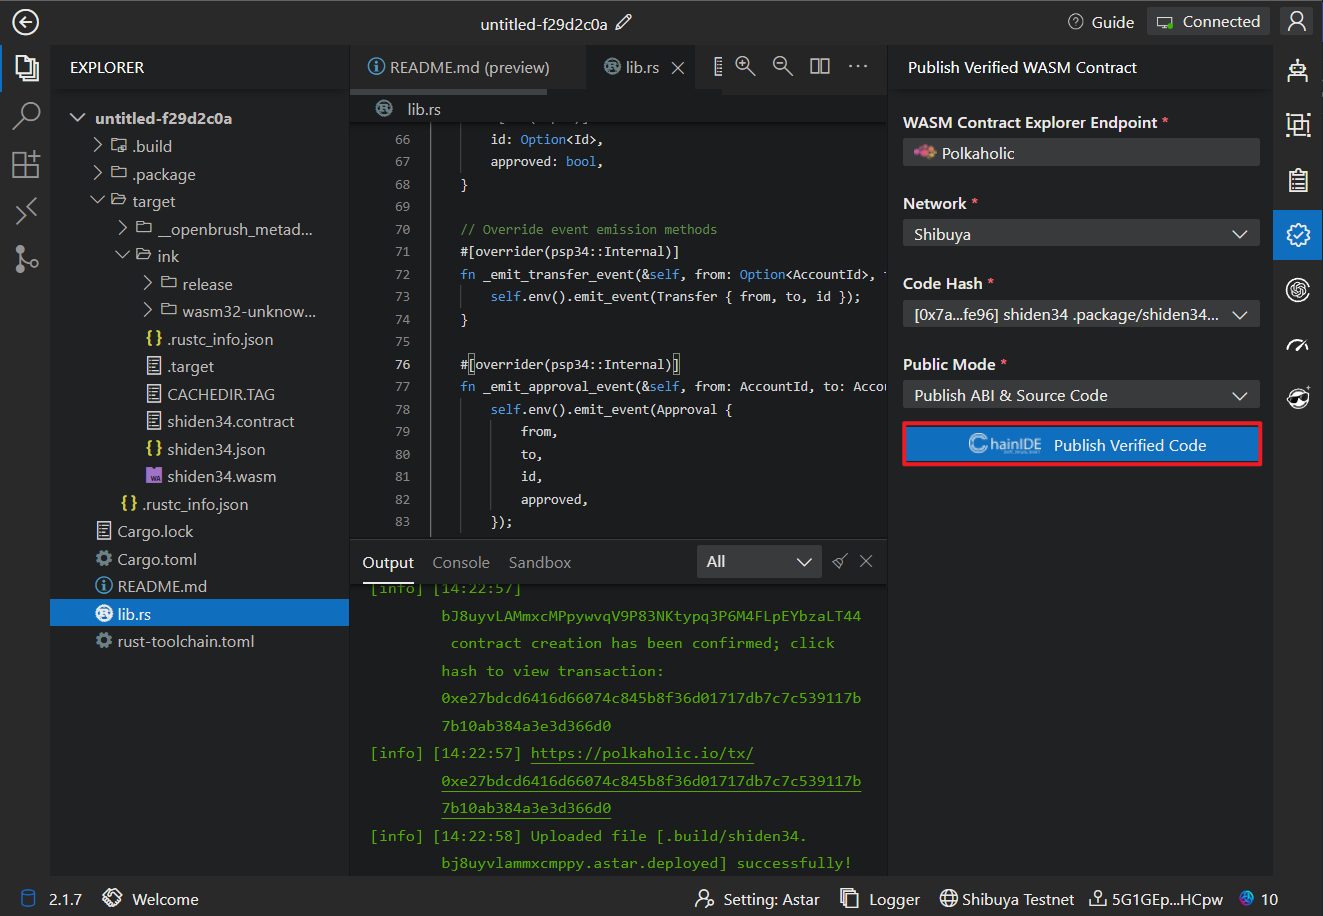 untitled-f29d2c0a
Guide
Connected
EXPLORER
untitled-f29d2c0a
.build
.package
target
__openbrush_metad...
ink
release
wasm32-unknow...
.rustc_info.json
.target
CACHEDIR.TAG
shiden34.contract
shiden34.json
shiden34.wasm
.rustc_info.json
Cargo.lock
Cargo.toml
README.md
lib.rs
rust-toolchain.toml
README.md (preview)
lib.rs
lib.rs
66 id: Option<Id>,
67 approved: bool,
68 }
69
70 // Override event emission methods
71 #[overrider(psp34::Internal)]
72 fn _emit_transfer_event(&self, from: Option<AccountId>,
73 self.env().emit_event(Transfer { from, to, id });
74 }
75
76 #[overrider(psp34::Internal)]
77 fn _emit_approval_event(&self, from: AccountId, to: Accou
78 self.env().emit_event(Approval {
79 from,
80 to,
81 id,
82 approved,
83 });
Output
Console
Sandbox
All
[info] [14:22:57]
bJ8uyvLAMmxcMPpywvqV9P83NKtypq3P6M4FLpEYbzaLT44
contract creation has been confirmed; click
hash to view transaction:
0xe27bdcd6416d66074c845b8f36d01717db7c7c539117b
7b10ab384a3e3d366d0
[info] [14:22:57] https://polkaholic.io/tx/
0xe27bdcd6416d66074c845b8f36d01717db7c7c539117b
7b10ab384a3e3d366d0
[info] [14:22:58] Uploaded file [.build/shiden34.
bj8uyvlammxcmppy.astar.deployed] successfully!
Publish Verified WASM Contract
WASM Contract Explorer Endpoint *
Polkaholic
Network *
Shibuya
Code Hash *
[0x7a...fe96] shiden34 .package/shiden34...
Public Mode *
Publish ABI & Source Code
ChainIDE Publish Verified Code
2.1.7
Welcome
Setting: Astar
Logger
Shibuya Testnet
5G1GEp...HCpw
10